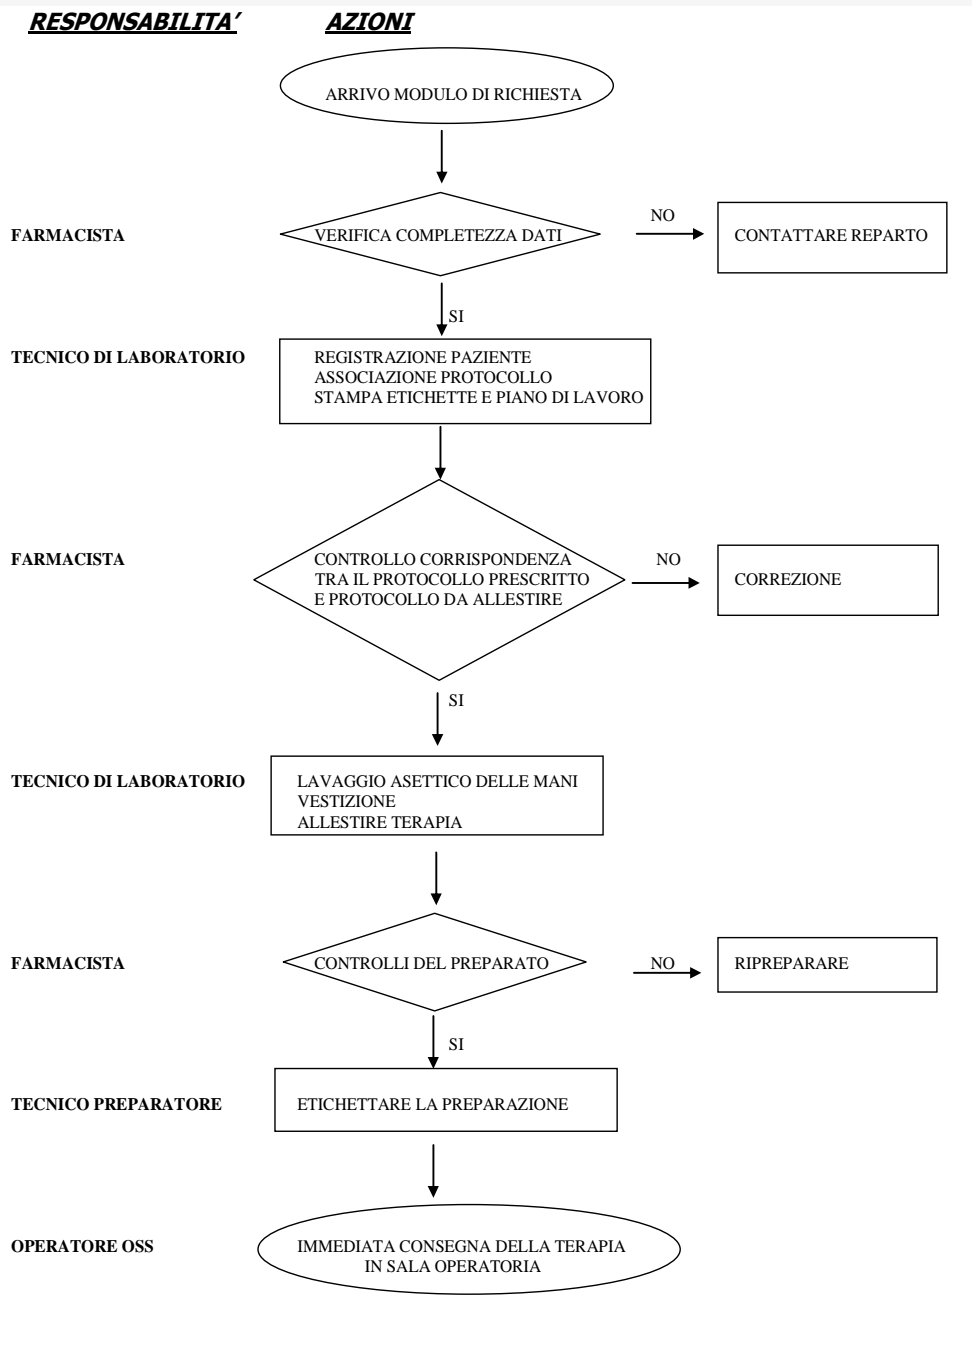 RESPONSABILITA’ AZIONI
ARRIVO MODULO DI RICHIESTA
FARMACISTA
VERIFICA COMPLETEZZA DATI
NO
CONTATTARE REPARTO
SI
TECNICO DI LABORATORIO
REGISTRAZIONE PAZIENTE
ASSOCIAZIONE PROTOCOLLO
STAMPA ETICHETTE E PIANO DI LAVORO
FARMACISTA
CONTROLLO CORRISPONDENZA
TRA IL PROTOCOLLO PRESCRITTO
E PROTOCOLLO DA ALLESTIRE
NO
CORREZIONE
SI
TECNICO DI LABORATORIO
LAVAGGIO ASETTICO DELLE MANI
VESTIZIONE
ALLESTIRE TERAPIA
FARMACISTA
CONTROLLI DEL PREPARATO
NO
RIPREPARARE
SI
TECNICO PREPARATORE
ETICHETTARE LA PREPARAZIONE
OPERATORE OSS
IMMEDIATA CONSEGNA DELLA TERAPIA
IN SALA OPERATORIA